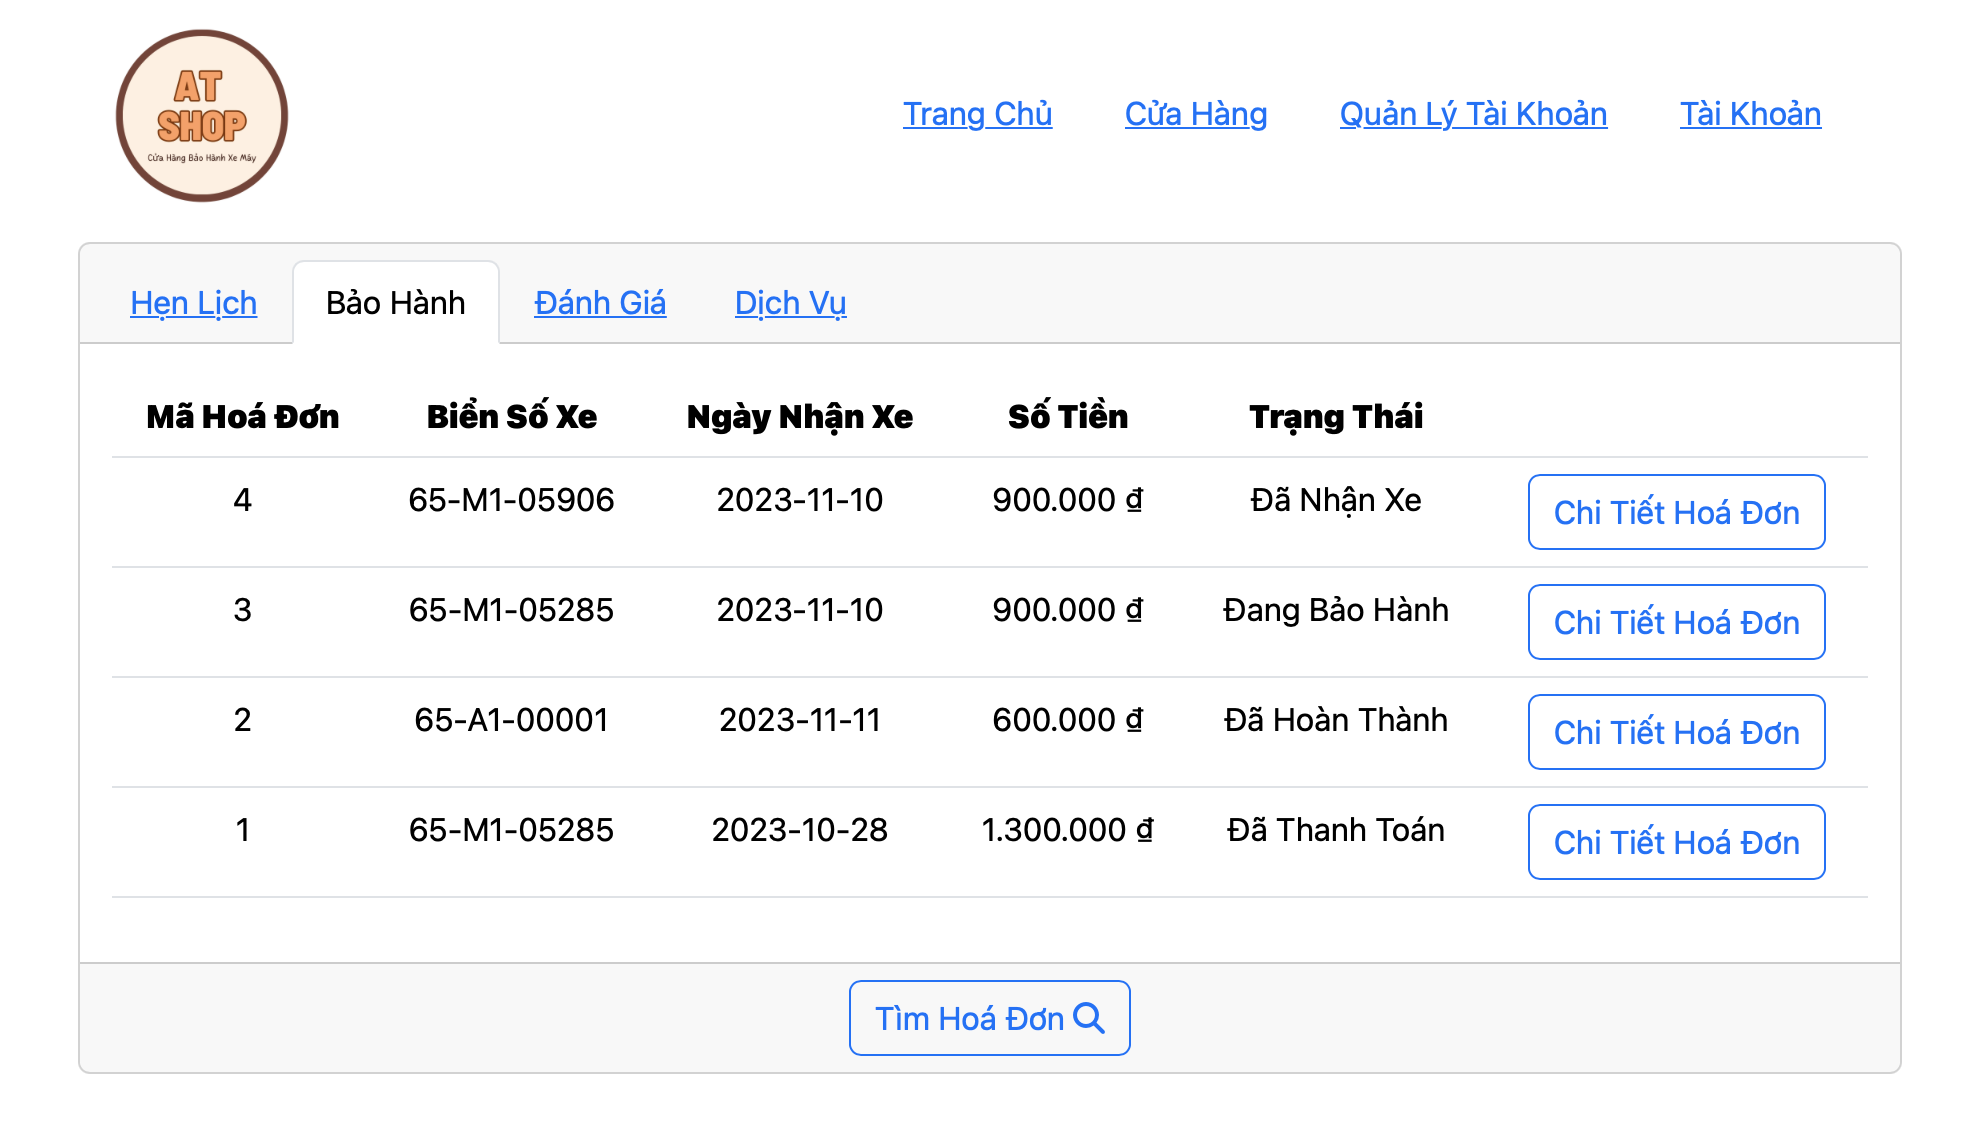 AT
SHOP
Cửa Hàng Bảo Hành Xe Máy
Trang Chủ Cửa Hàng Quản Lý Tài Khoản Tài Khoản
Hẹn Lịch Bảo Hành Đánh Giá Dịch Vụ
Mã Hoá Đơn Biển Số Xe Ngày Nhận Xe Số Tiền Trạng Thái
4 65-M1-05906 2023-11-10 900.000 ₫ Đã Nhận Xe Chi Tiết Hoá Đơn
3 65-M1-05285 2023-11-10 900.000 ₫ Đang Bảo Hành Chi Tiết Hoá Đơn
2 65-A1-00001 2023-11-11 600.000 ₫ Đã Hoàn Thành Chi Tiết Hoá Đơn
1 65-M1-05285 2023-10-28 1.300.000 ₫ Đã Thanh Toán Chi Tiết Hoá Đơn
Tìm Hoá Đơn